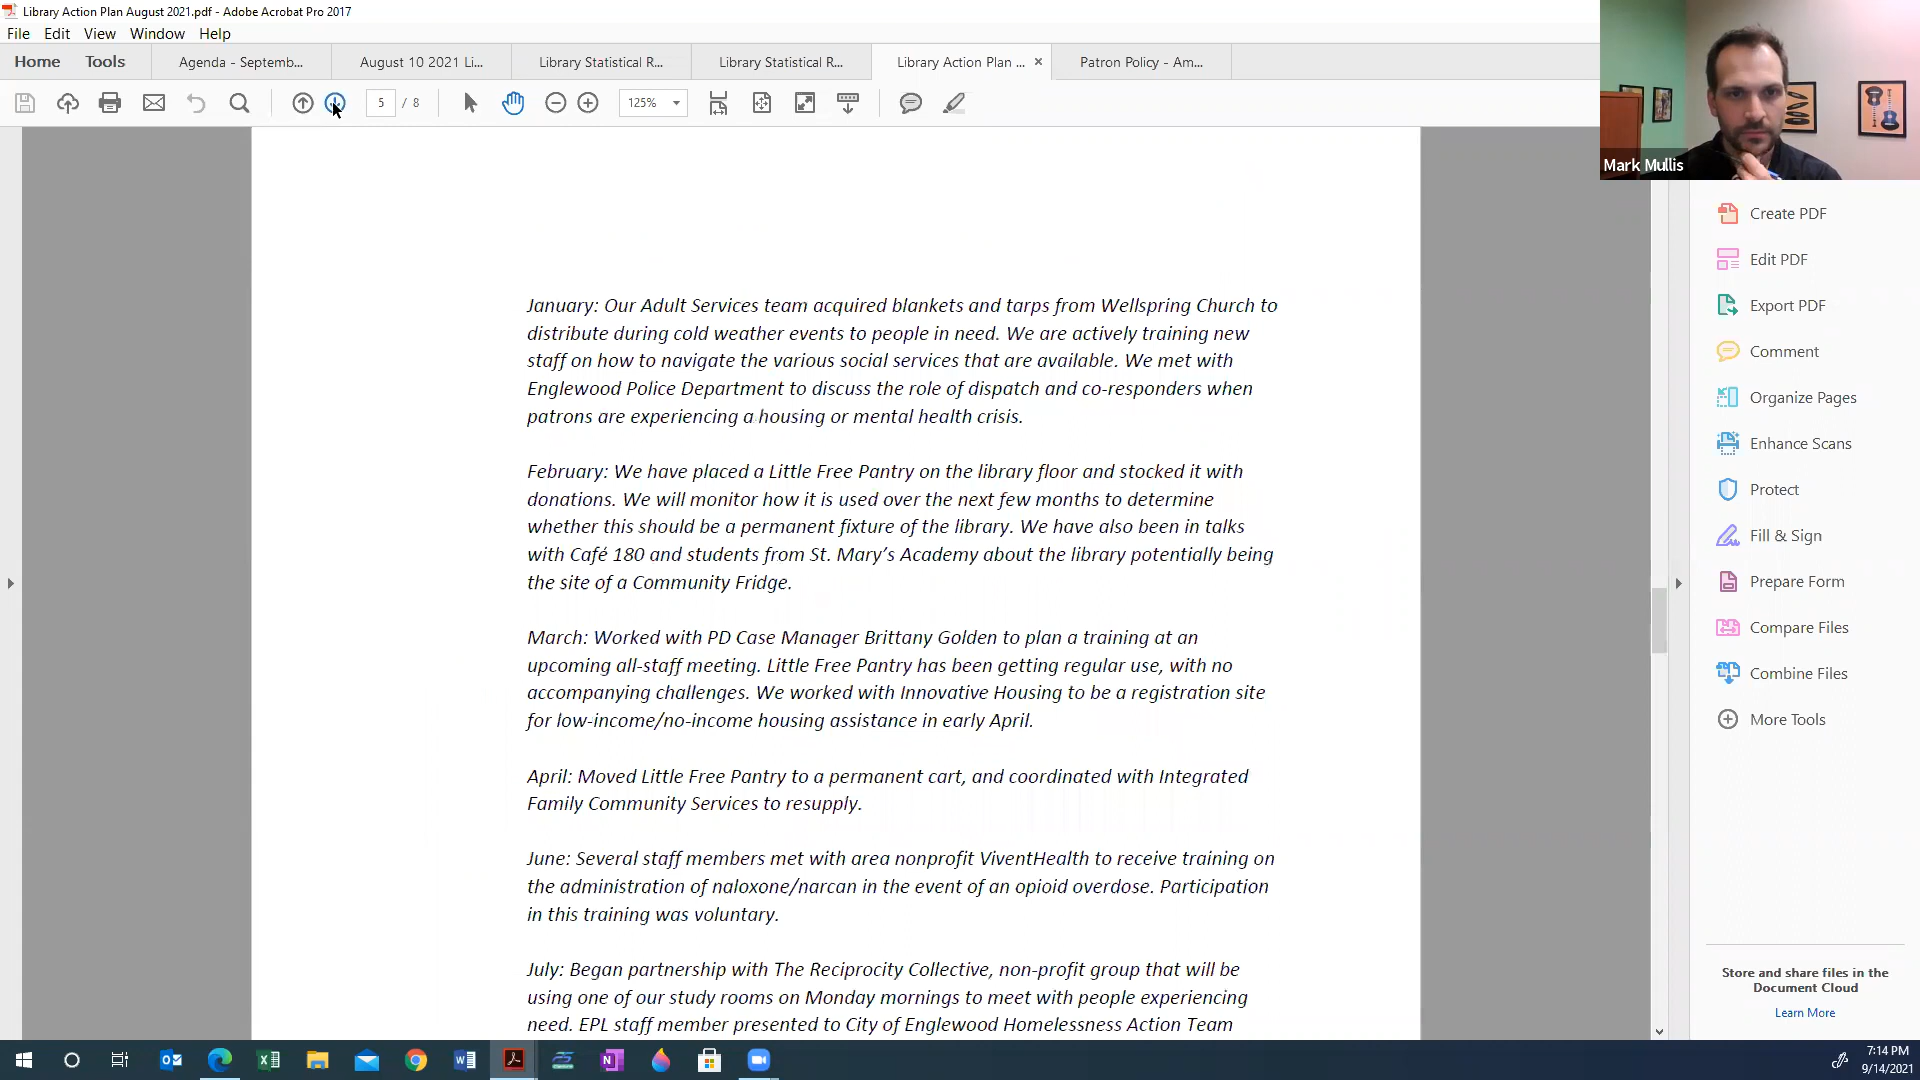 Library Action Plan August 2021.pdf - Adobe Acrobat Pro 2017
File Edit View Window Help
Home Tools Agenda - Septemb... August 10 2021 Li... Library Statistical R... Library Statistical R... Library Action Plan ... × Patron Policy - Am...
5 / 8 125%
Mark Mullis
January: Our Adult Services team acquired blankets and tarps from Wellspring Church to
distribute during cold weather events to people in need. We are actively training new
staff on how to navigate the various social services that are available. We met with
Englewood Police Department to discuss the role of dispatch and co-responders when
patrons are experiencing a housing or mental health crisis.
February: We have placed a Little Free Pantry on the library floor and stocked it with
donations. We will monitor how it is used over the next few months to determine
whether this should be a permanent fixture of the library. We have also been in talks
with Café 180 and students from St. Mary’s Academy about the library potentially being
the site of a Community Fridge.
March: Worked with PD Case Manager Brittany Golden to plan a training at an
upcoming all-staff meeting. Little Free Pantry has been getting regular use, with no
accompanying challenges. We worked with Innovative Housing to be a registration site
for low-income/no-income housing assistance in early April.
April: Moved Little Free Pantry to a permanent cart, and coordinated with Integrated
Family Community Services to resupply.
June: Several staff members met with area nonprofit ViventHealth to receive training on
the administration of naloxone/narcan in the event of an opioid overdose. Participation
in this training was voluntary.
July: Began partnership with The Reciprocity Collective, non-profit group that will be
using one of our study rooms on Monday mornings to meet with people experiencing
need. EPL staff member presented to City of Englewood Homelessness Action Team
Create PDF
Edit PDF
Export PDF
Comment
Organize Pages
Enhance Scans
Protect
Fill & Sign
Prepare Form
Compare Files
Combine Files
More Tools
Store and share files in the
Document Cloud
Learn More
7:14 PM
9/14/2021